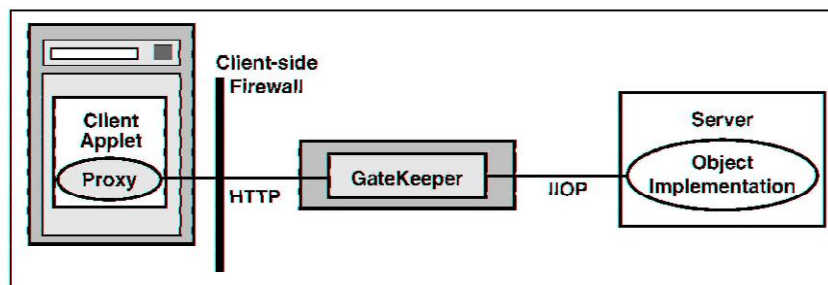 Client-side
Firewall
Client
Applet
Proxy
HTTP
GateKeeper
IIOP
Server
Object
Implementation